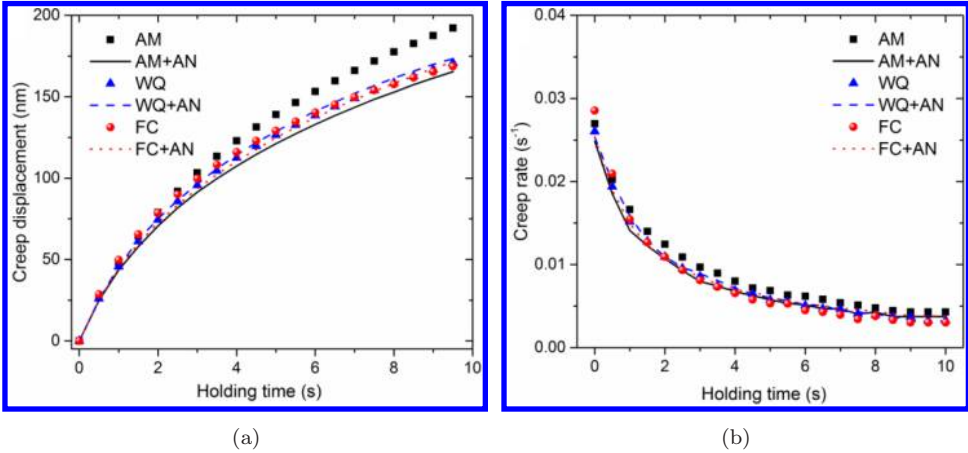 200
150
100
50
0
Creep displacement (nm)
AM
AM+AN
WQ
WQ+AN
FC
FC+AN
0 2 4 6 8 10
Holding time (s)
(a)
0.04
0.03
0.02
0.01
0.00
Creep rate (s⁻¹)
AM
AM+AN
WQ
WQ+AN
FC
FC+AN
0 2 4 6 8 10
Holding time (s)
(b)